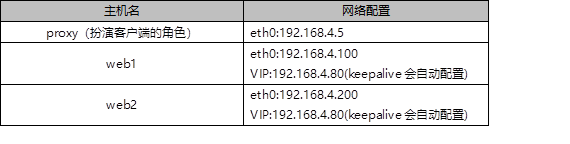 主机名 网络配置
proxy（扮演客户端的角色） eth0:192.168.4.5
web1
eth0:192.168.4.100
VIP:192.168.4.80(keepalive 会自动配置)
web2
eth0:192.168.4.200
VIP:192.168.4.80(keepalive 会自动配置)